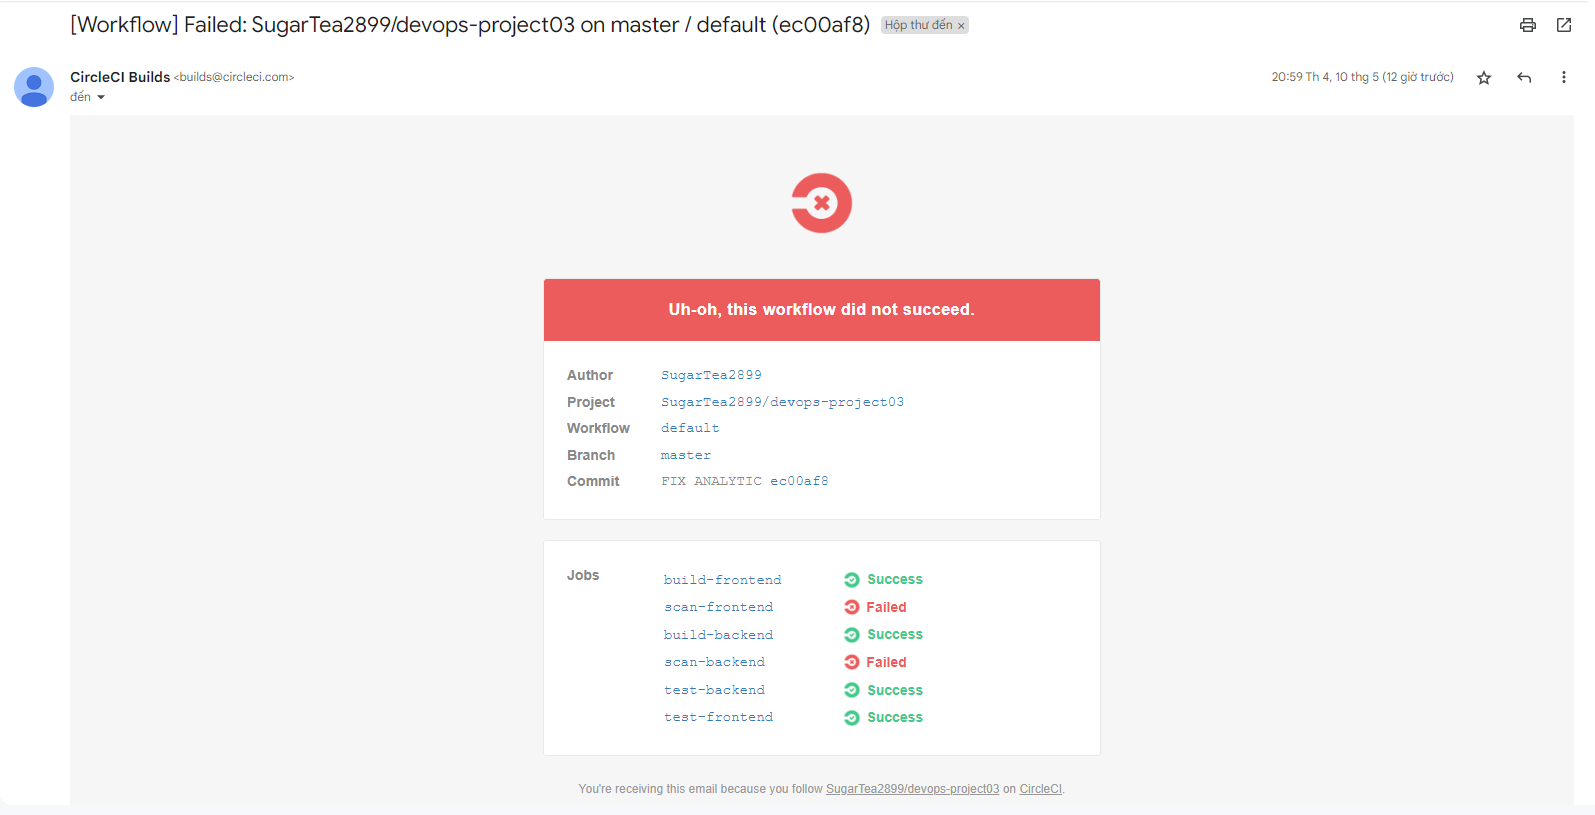 [Workflow] Failed: SugarTea2899/devops-project03 on master / default (ec00af8) Hộp thư đến ×
CircleCI Builds <builds@circleci.com> 20:59 Th 4, 10 thg 5 (12 giờ trước)
đến
Uh-oh, this workflow did not succeed.
Author SugarTea2899
Project SugarTea2899/devops-project03
Workflow default
Branch master
Commit FIX ANALYTIC ec00af8
Jobs build-frontend Success
scan-frontend Failed
build-backend Success
scan-backend Failed
test-backend Success
test-frontend Success
You're receiving this email because you follow SugarTea2899/devops-project03 on CircleCI.